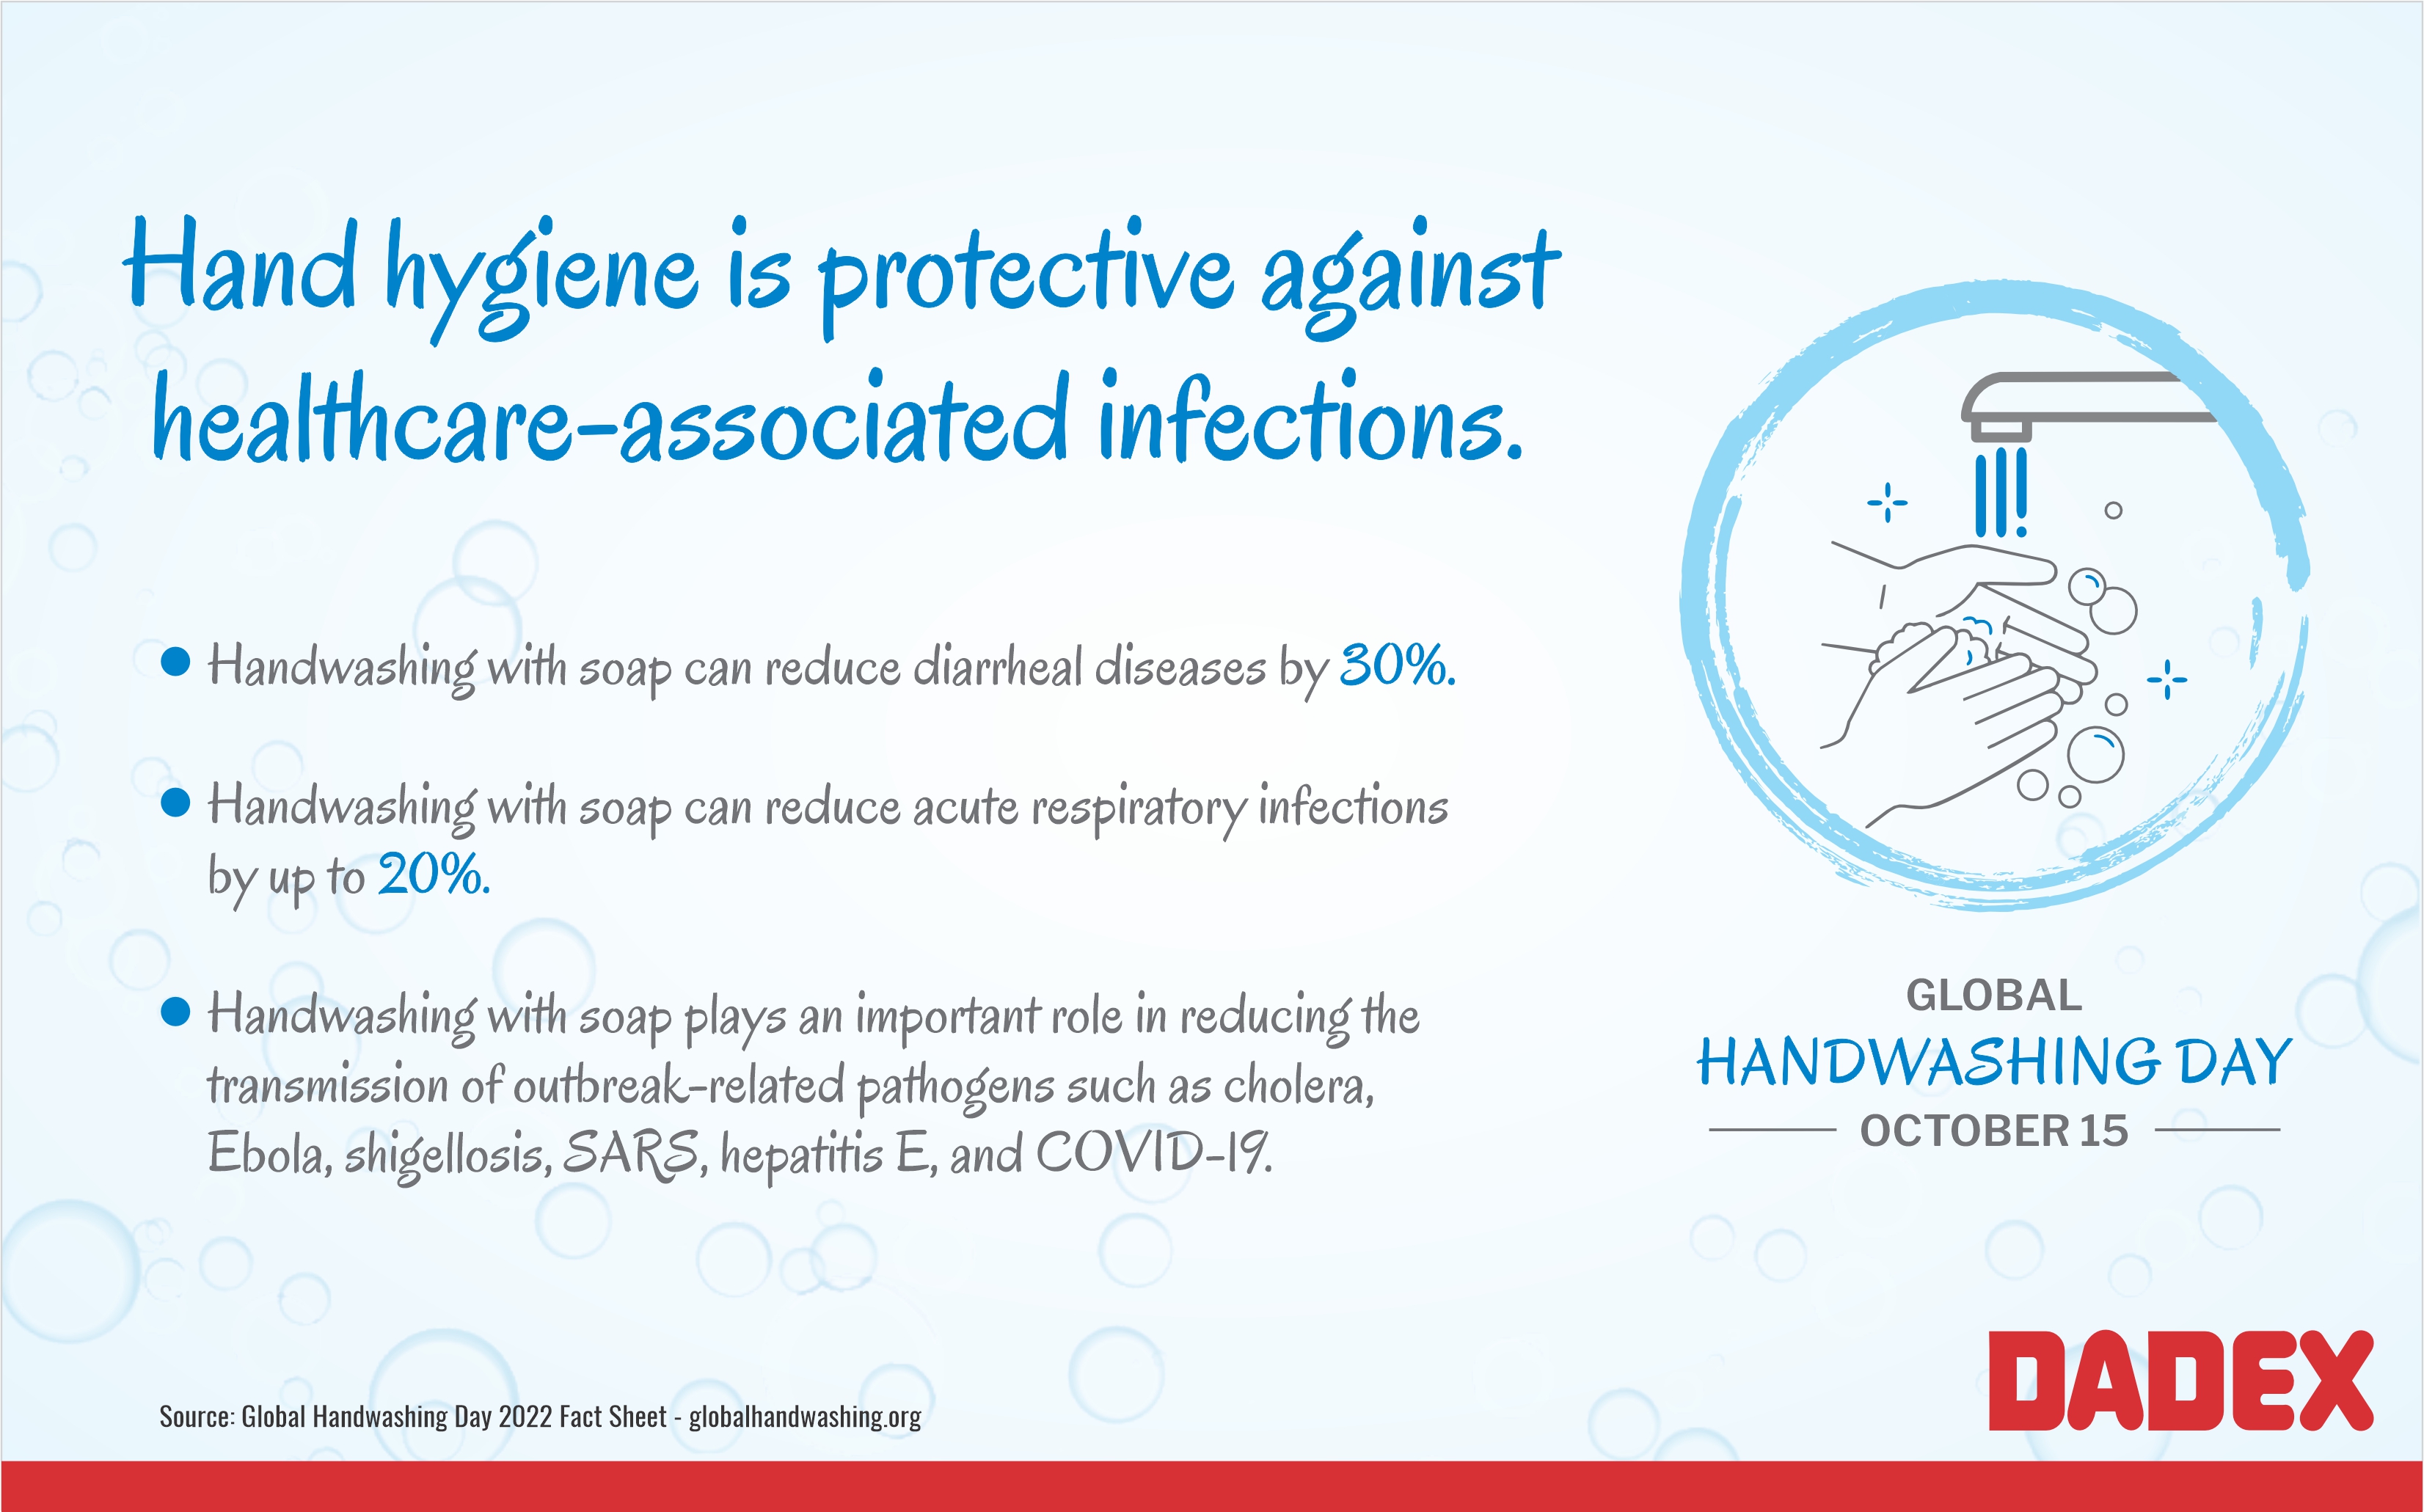 Hand hygiene is protective against
healthcare-associated infections.
● Handwashing with soap can reduce diarrheal diseases by 30%.
● Handwashing with soap can reduce acute respiratory infections
by up to 20%.
● Handwashing with soap plays an important role in reducing the
transmission of outbreak-related pathogens such as cholera,
Ebola, shigellosis, SARS, hepatitis E, and COVID-19.
GLOBAL
HANDWASHING DAY
OCTOBER 15
Source: Global Handwashing Day 2022 Fact Sheet - globalhandwashing.org
DADEX